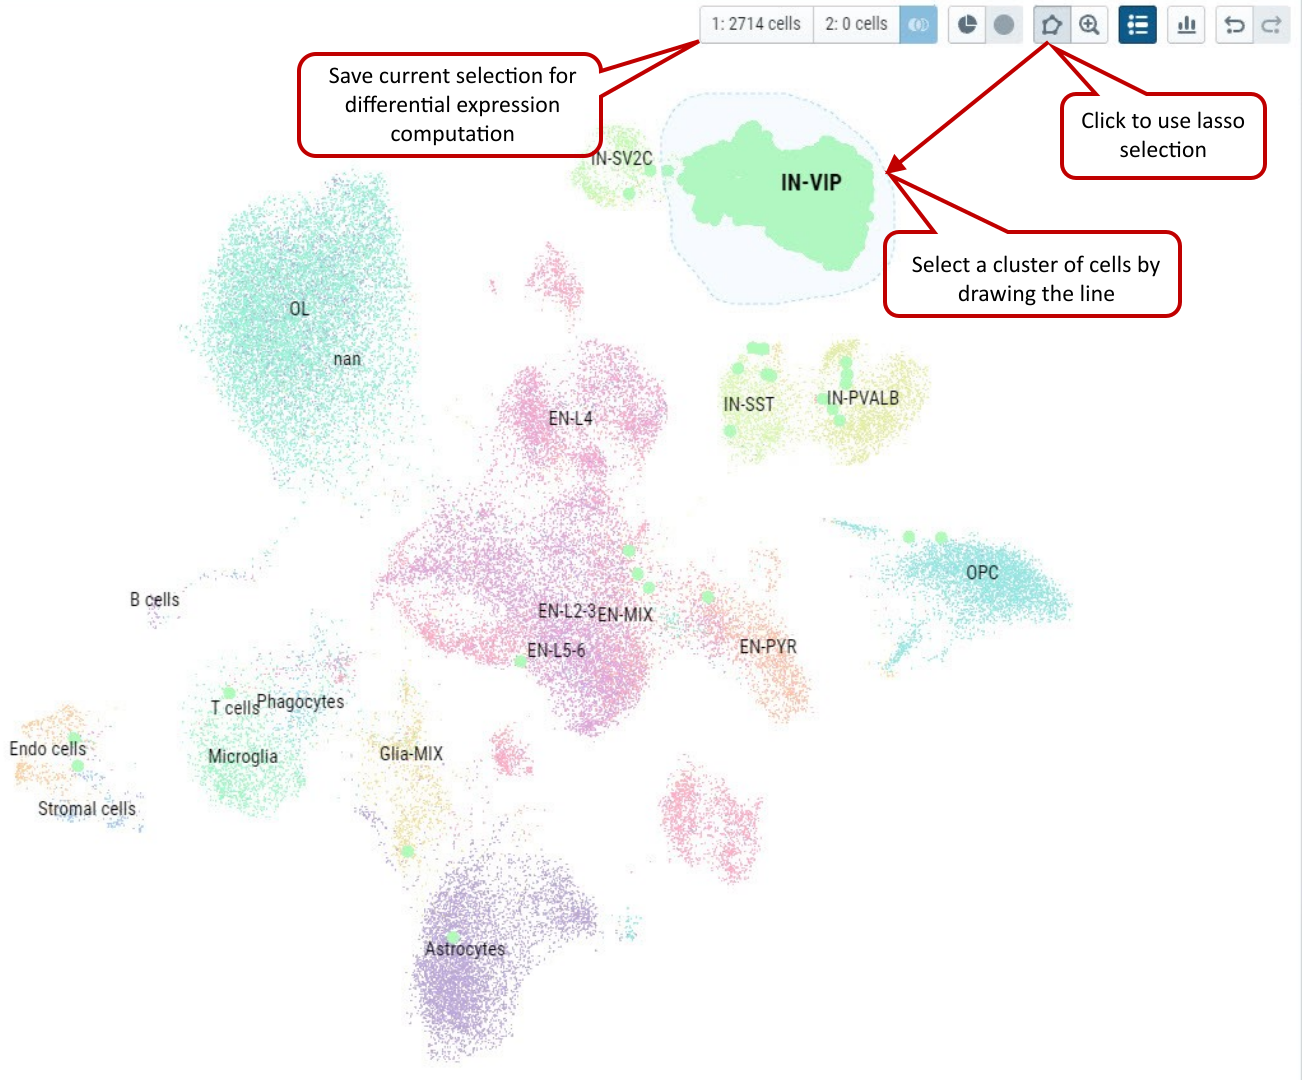 1: 2714 cells
2: 0 cells
Save current selection for
differential expression
computation
Click to use lasso
selection
IN-SV2C
IN-VIP
Select a cluster of cells by
drawing the line
OL
nan
EN-L4
IN-SST
IN-PVALB
OPC
B cells
EN-L2-3
EN-MIX
EN-L5-6
EN-PYR
T cells
Phagocytes
Endo cells
Microglia
Glia-MIX
Stromal cells
Astrocytes